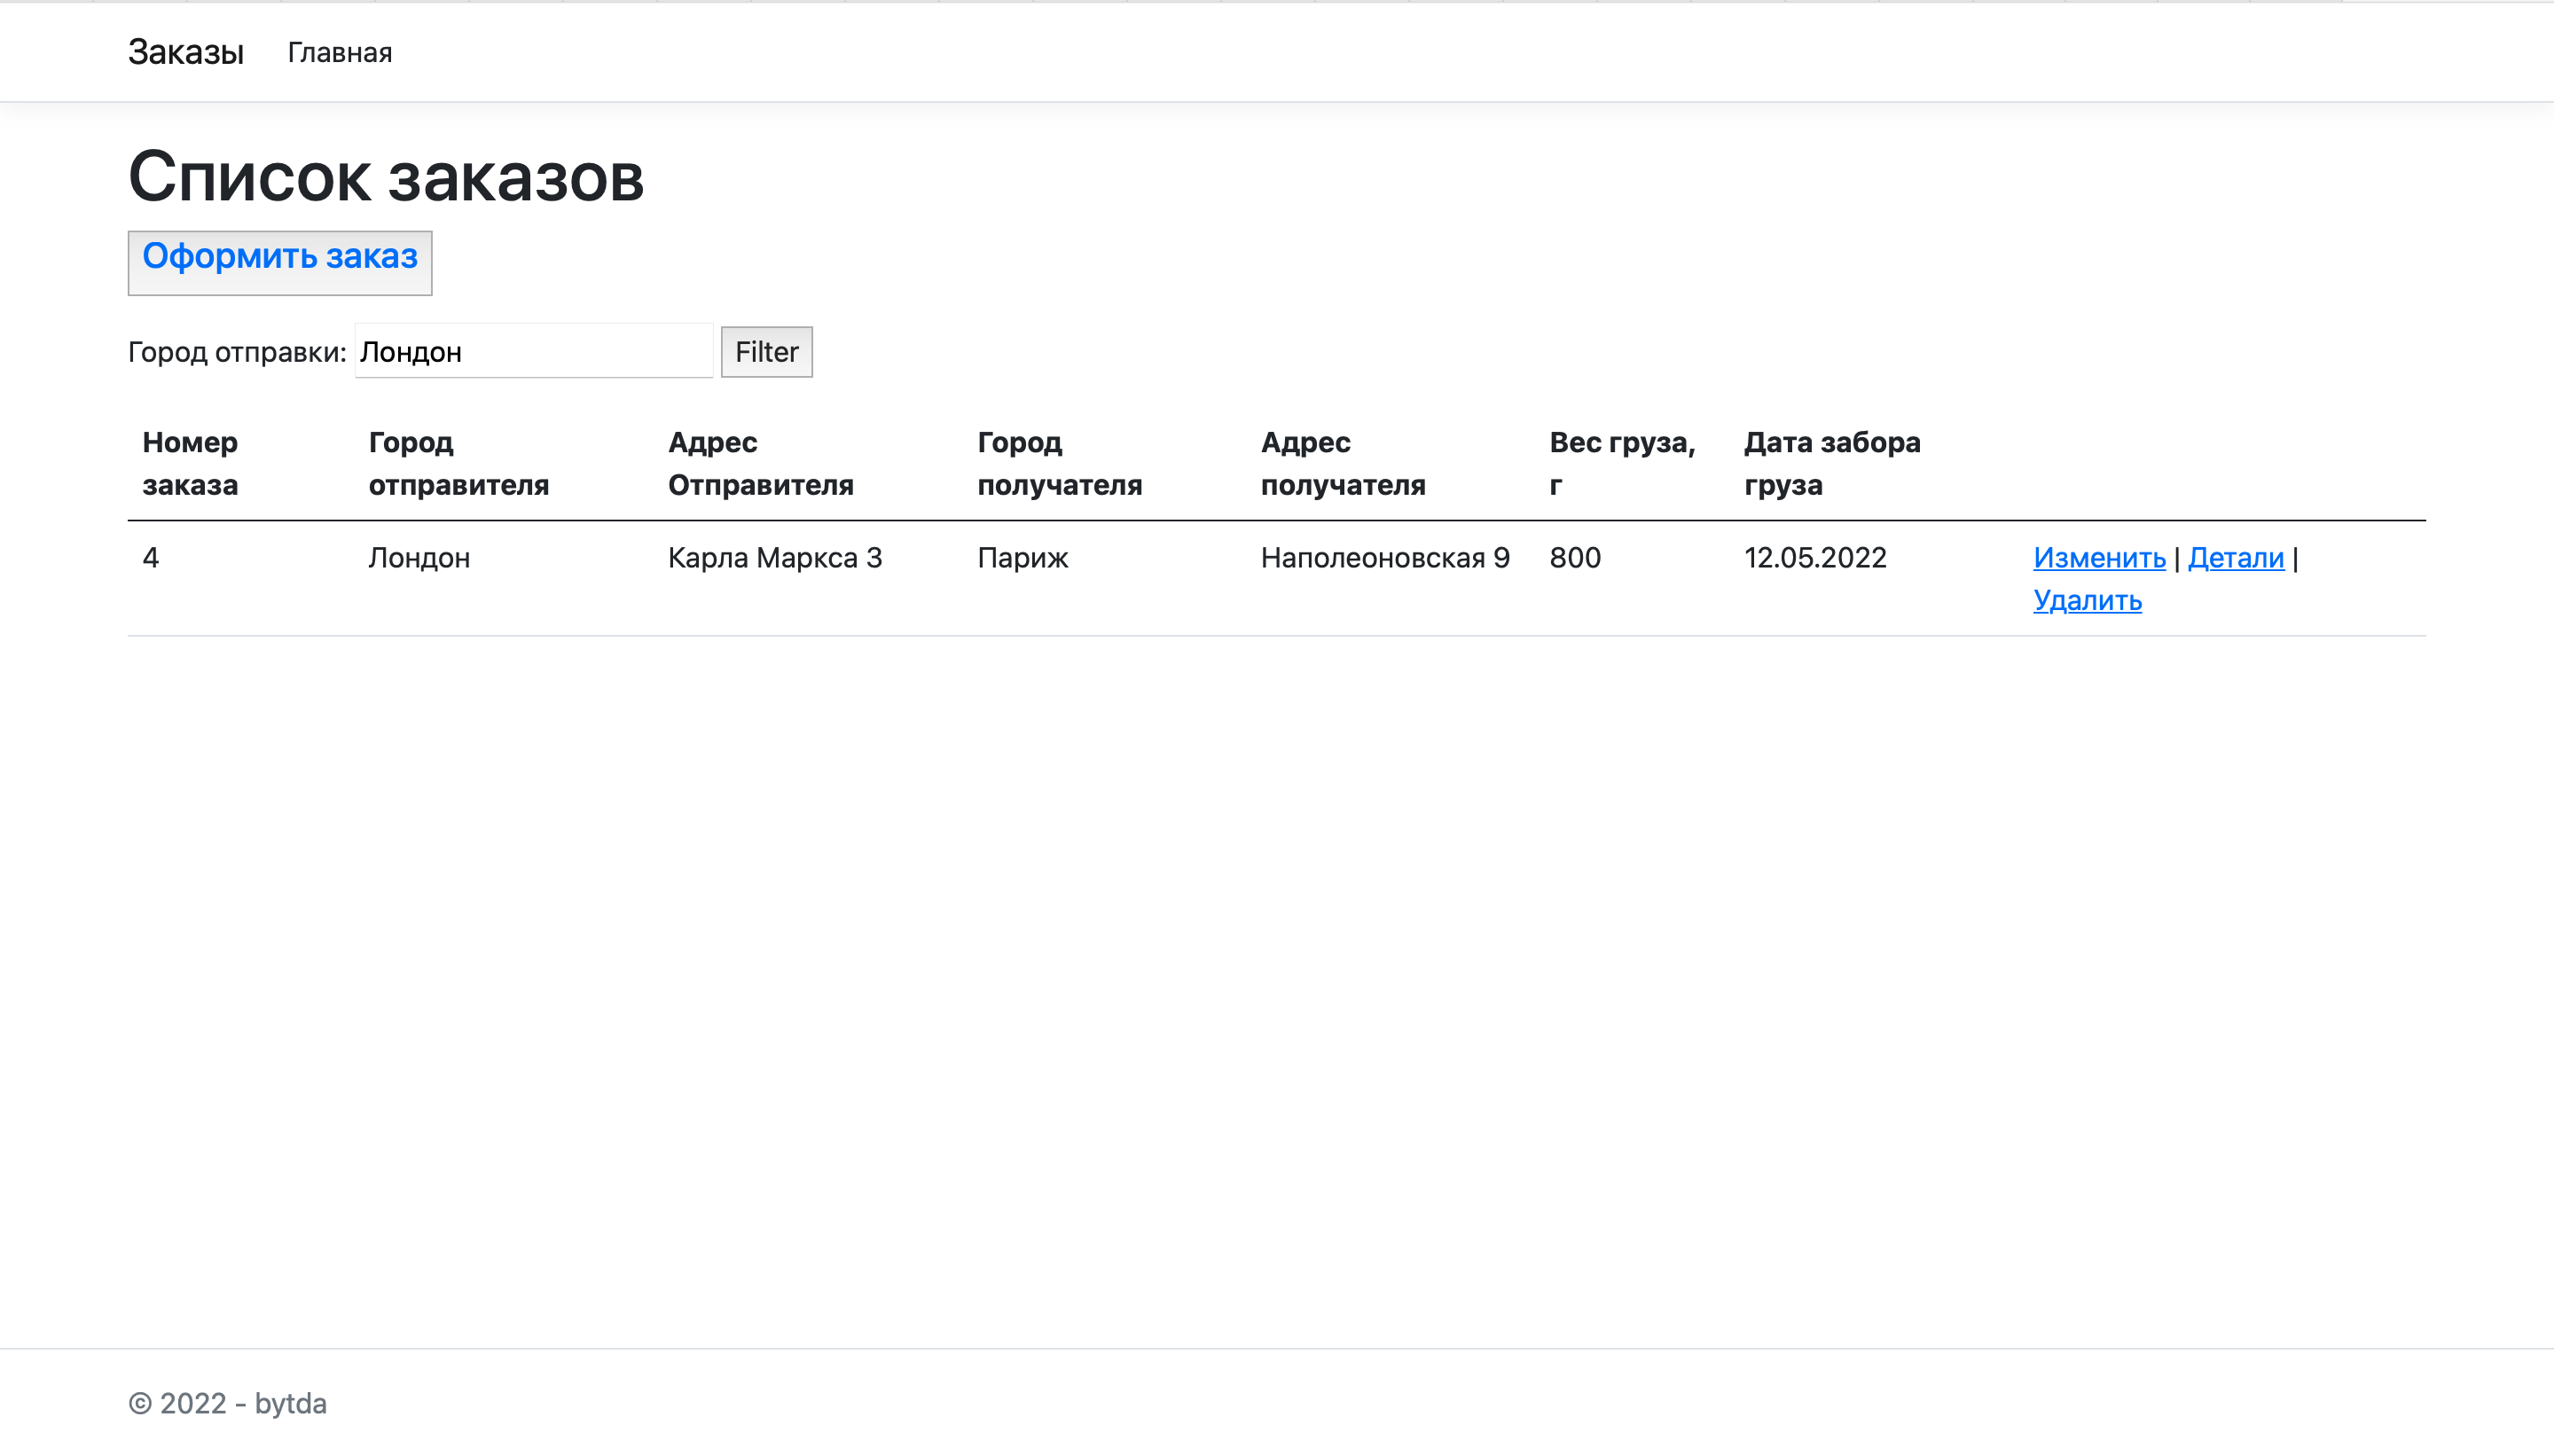 Заказы Главная
Список заказов
Оформить заказ
Город отправки: Лондон Filter
Номер заказа Город отправителя Адрес Отправителя Город получателя Адрес получателя Вес груза, г Дата забора груза
4 Лондон Карла Маркса 3 Париж Наполеоновская 9 800 12.05.2022 Изменить | Детали |
Удалить
© 2022 - bytda